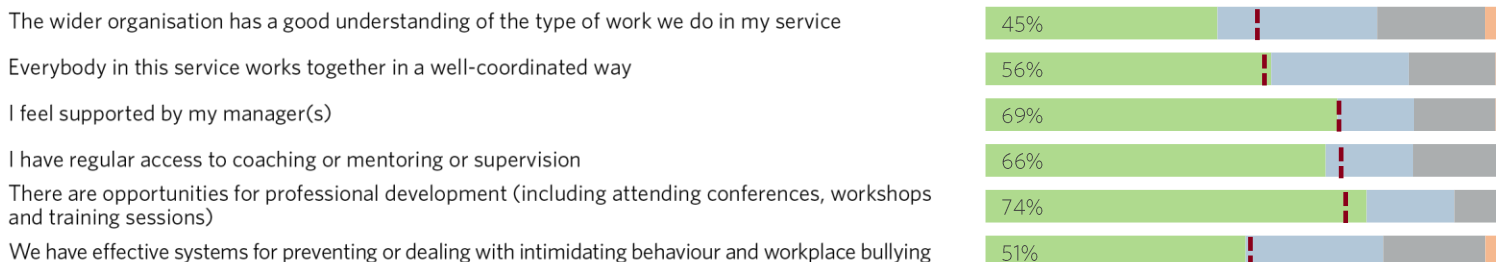 The wider organisation has a good understanding of the type of work we do in my service 45%
Everybody in this service works together in a well-coordinated way 56%
I feel supported by my manager(s) 69%
I have regular access to coaching or mentoring or supervision 66%
There are opportunities for professional development (including attending conferences, workshops
and training sessions) 74%
We have effective systems for preventing or dealing with intimidating behaviour and workplace bullying 51%